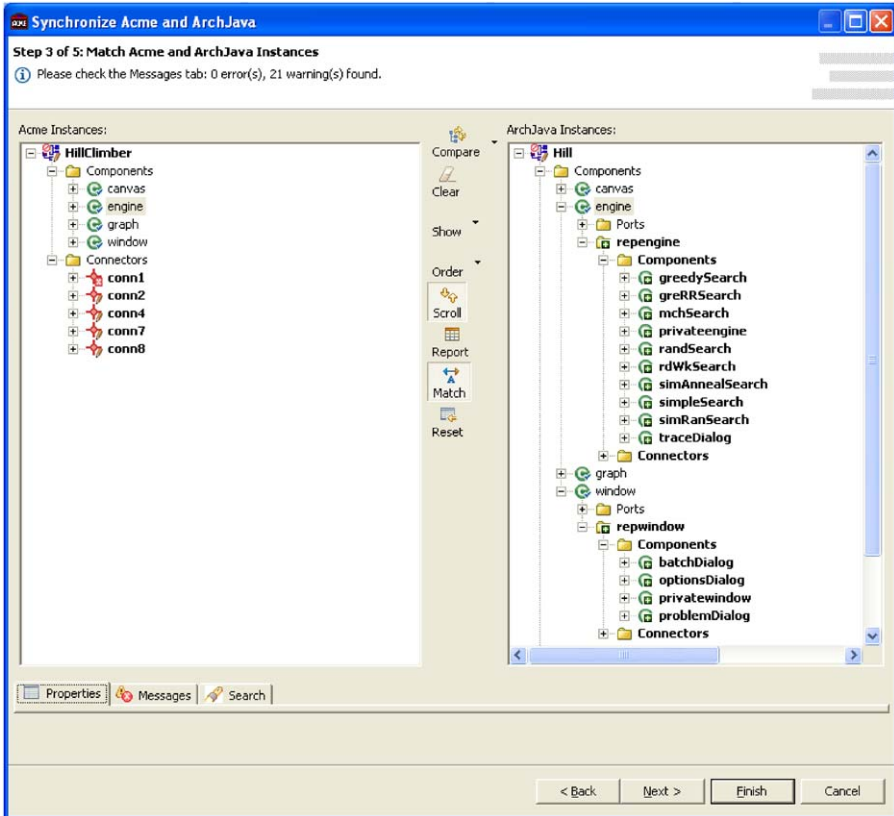 Synchronize Acme and ArchJava
Step 3 of 5: Match Acme and ArchJava Instances
Please check the Messages tab: 0 error(s), 21 warning(s) found.
Acme Instances:
HillClimber
Components
canvas
engine
graph
window
Connectors
conn1
conn2
conn4
conn7
conn8
Compare
Clear
Show
Order
Scroll
Report
Match
Reset
ArchJava Instances:
Hill
Components
canvas
engine
Ports
repengine
Components
greedySearch
greRRSearch
mchSearch
privateengine
randSearch
rdWkSearch
simAnnealSearch
simpleSearch
simRanSearch
traceDialog
Connectors
graph
window
Ports
repwindow
Components
batchDialog
optionsDialog
privatewindow
problemDialog
Connectors
Properties Messages Search
< Back Next > Finish Cancel